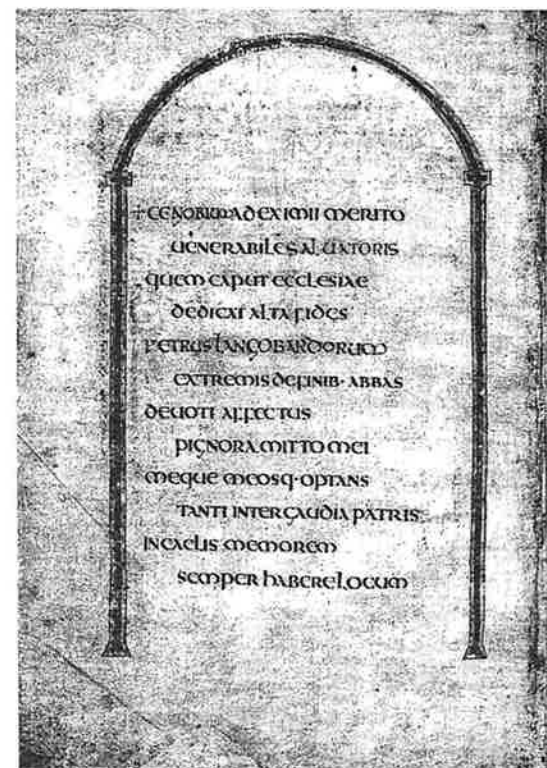 + CENOBIUM AD EXIMII MERITO
UENERABILE SALUATORIS
QUEM CAPUT ECCLESIAE
DEDICAT ALTA FIDES
PETRUS LANGOBARDORUM
EXTREMIS DE FINIB· ABBAS
DEUOTI AFFECTUS
PIGNORA MITTO MEI
MEQUE MEOSQ· OPTANS
TANTI INTER GAUDIA PATRIS
IN CAELIS MEMOREM
SEMPER HABERE LOCUM